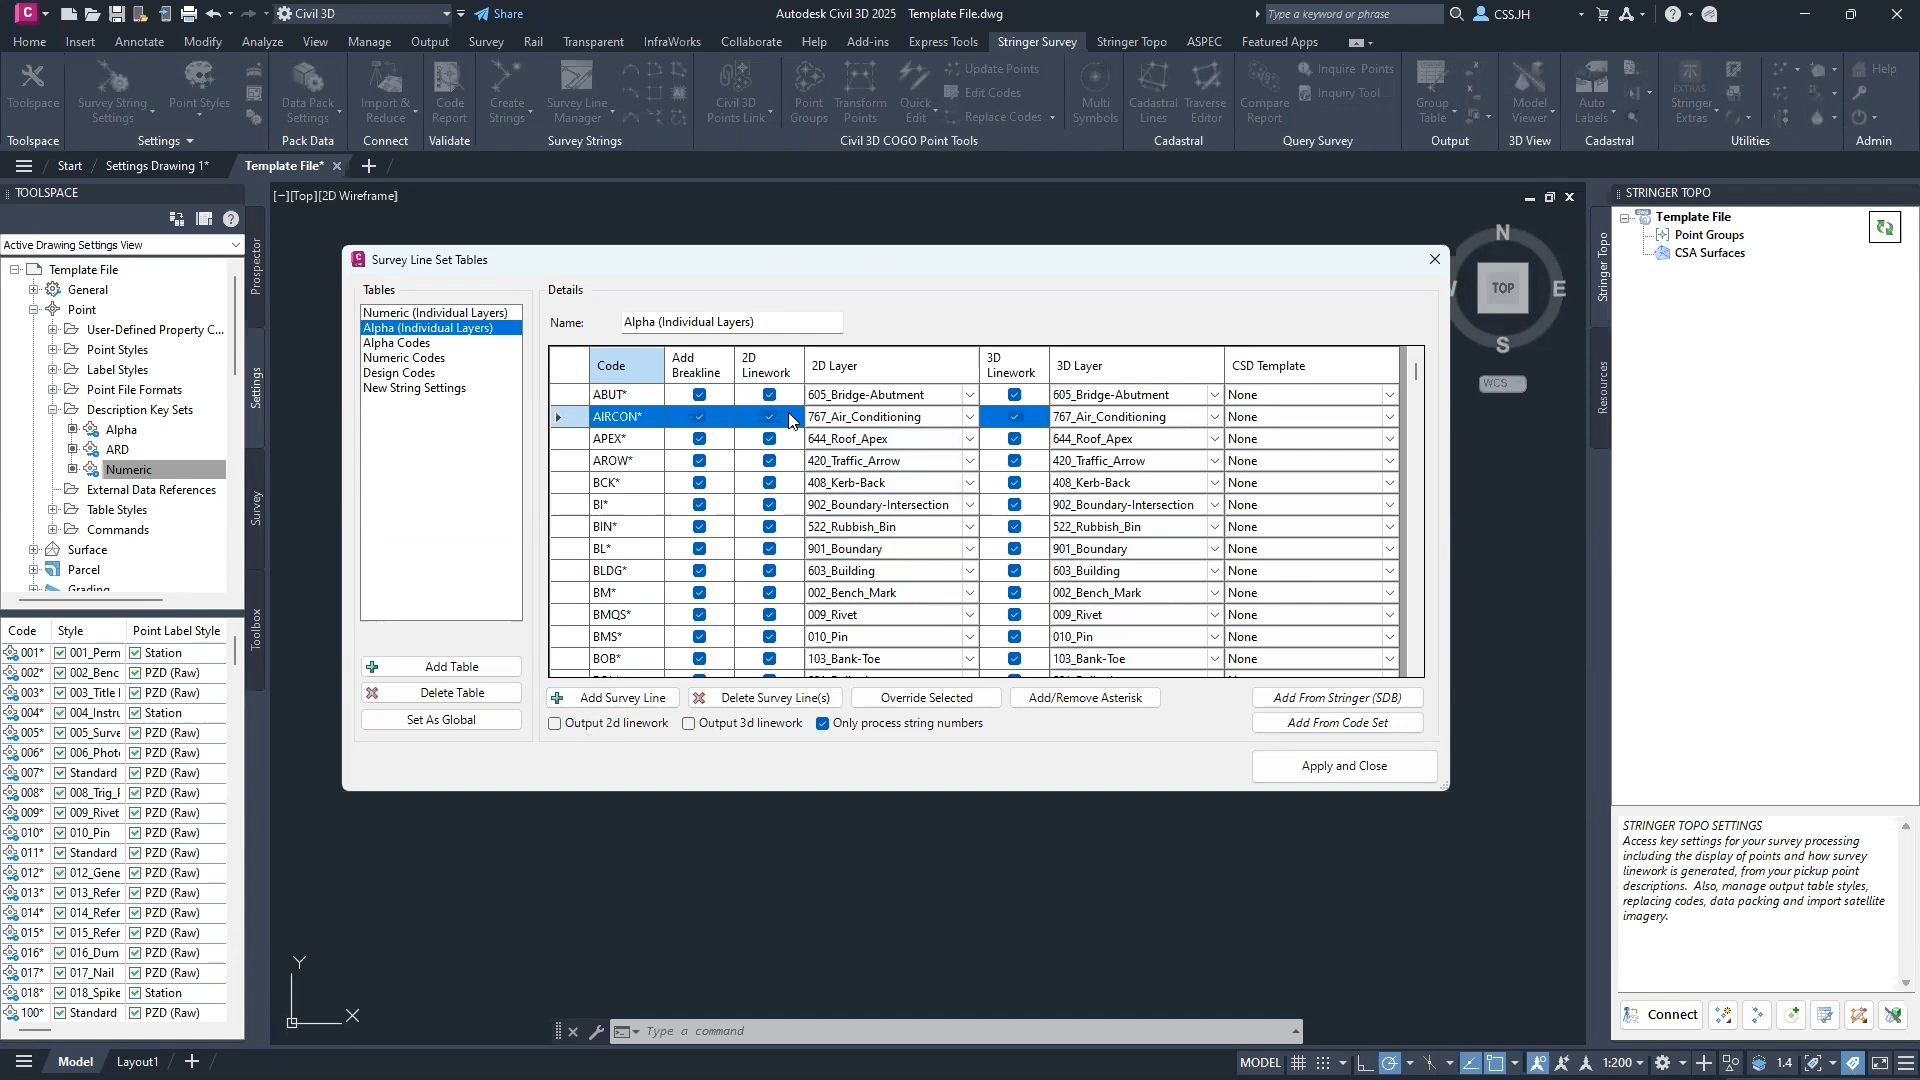 Civil 3D
Share
Autodesk Civil 3D 2025 Template File.dwg
Type a keyword or phrase
CSSJH
Home Insert Annotate Modify Analyze View Manage Output Survey Rail Transparent InfraWorks Collaborate Help Add-ins Express Tools Stringer Survey Stringer Topo ASPEC Featured Apps
Toolspace
Survey String
Settings
Point Styles
Data Pack
Settings
Import &
Reduce
Code
Report
Create
Strings
Survey Line
Manager
Civil 3D
Points Link
Point
Groups
Transform
Points
Quick
Edit
Update Points
Edit Codes
Replace Codes
Multi
Symbols
Cadastral
Lines
Traverse
Editor
Compare
Report
Inquire Points
Inquiry Tool
Group
Table
Model
Viewer
Auto
Labels
EXTRAS
Stringer
Extras
Help
Toolspace Settings Pack Data Connect Validate Survey Strings Civil 3D COGO Point Tools Cadastral Query Survey Output 3D View Cadastral Utilities Admin
Start Settings Drawing 1* Template File*
TOOLSPACE
Active Drawing Settings View
Template File
General
Point
User-Defined Property C...
Point Styles
Label Styles
Point File Formats
Description Key Sets
Alpha
ARD
Numeric
External Data References
Table Styles
Commands
Surface
Parcel
Grading
Prospector
Settings
Survey
Toolbox
Code Style Point Label Style
001* 001_Perm Station
002* 002_Benc PZD (Raw)
003* 003_Title PZD (Raw)
004* 004_Instru Station
005* 005_Surve PZD (Raw)
006* 006_Phot PZD (Raw)
007* Standard PZD (Raw)
008* 008_Trig_ PZD (Raw)
009* 009_Rivet PZD (Raw)
010* 010_Pin PZD (Raw)
011* Standard PZD (Raw)
012* 012_Gene PZD (Raw)
013* 013_Refer PZD (Raw)
014* 014_Refer PZD (Raw)
015* 015_Refer PZD (Raw)
016* 016_Dum PZD (Raw)
017* 017_Nail PZD (Raw)
018* 018_Spike Station
100* Standard PZD (Raw)
[−][Top][2D Wireframe]
N
TOP
E
S
WCS
Survey Line Set Tables
Tables
Numeric (Individual Layers)
Alpha (Individual Layers)
Alpha Codes
Numeric Codes
Design Codes
New String Settings
Add Table
Delete Table
Set As Global
Details
Name: Alpha (Individual Layers)
Code Add Breakline 2D Linework 2D Layer 3D Linework 3D Layer CSD Template
ABUT* 605_Bridge-Abutment 605_Bridge-Abutment None
AIRCON* 767_Air_Conditioning 767_Air_Conditioning None
APEX* 644_Roof_Apex 644_Roof_Apex None
AROW* 420_Traffic_Arrow 420_Traffic_Arrow None
BCK* 408_Kerb-Back 408_Kerb-Back None
BI* 902_Boundary-Intersection 902_Boundary-Intersection None
BIN* 522_Rubbish_Bin 522_Rubbish_Bin None
BL* 901_Boundary 901_Boundary None
BLDG* 603_Building 603_Building None
BM* 002_Bench_Mark 002_Bench_Mark None
BMQS* 009_Rivet 009_Rivet None
BMS* 010_Pin 010_Pin None
BOB* 103_Bank-Toe 103_Bank-Toe None
Add Survey Line Delete Survey Line(s) Override Selected Add/Remove Asterisk Add From Stringer (SDB)
Output 2d linework Output 3d linework Only process string numbers Add From Code Set
Apply and Close
Y
X
Type a command
STRINGER TOPO
Template File
Point Groups
CSA Surfaces
Stringer Topo
Resources
STRINGER TOPO SETTINGS
Access key settings for your survey processing
including the display of points and how survey
linework is generated, from your pickup point
descriptions. Also, manage output table styles,
replacing codes, data packing and import satellite
imagery.
Connect
Model Layout1
MODEL 1:200 1.4